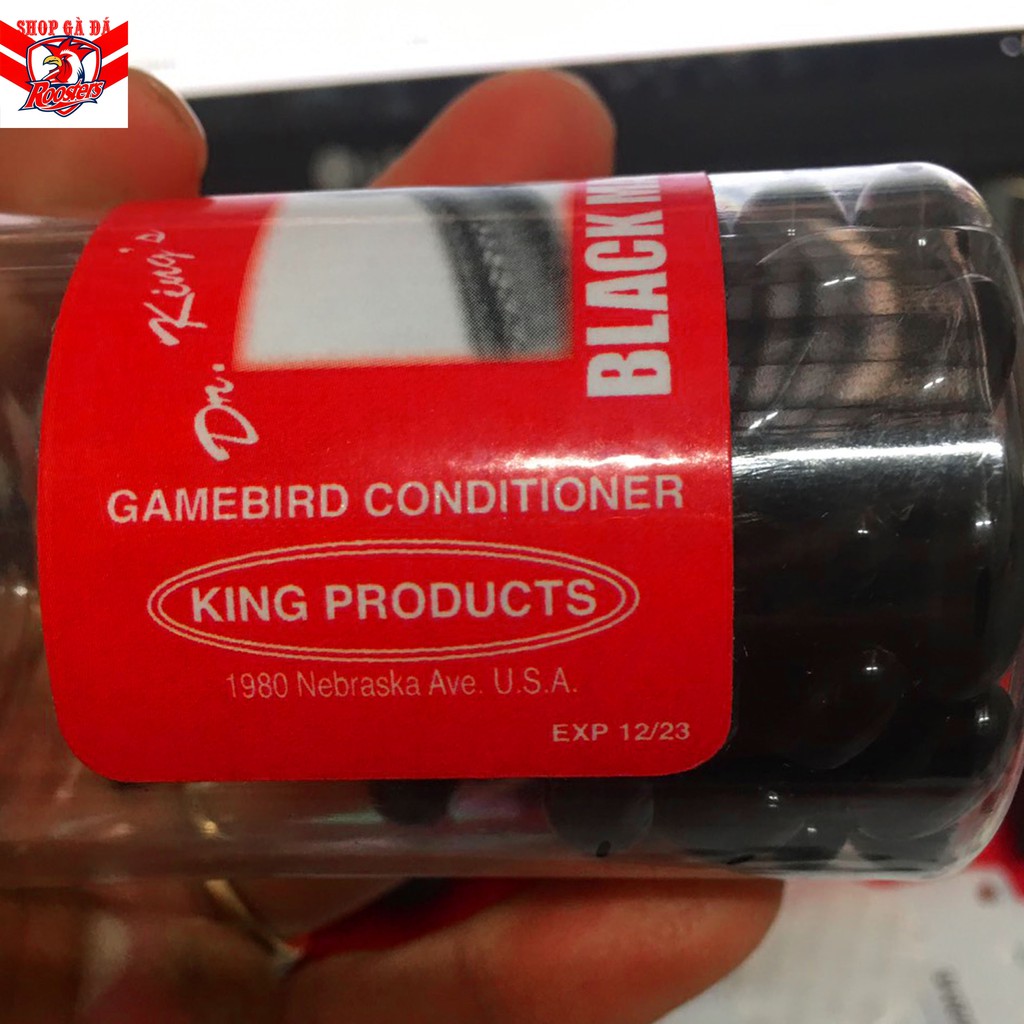 SHOP GÀ ĐÁ
Roosters
Dr. King's
BLACK
GAMEBIRD CONDITIONER
KING PRODUCTS
1980 Nebraska Ave. U.S.A.
EXP 12/23